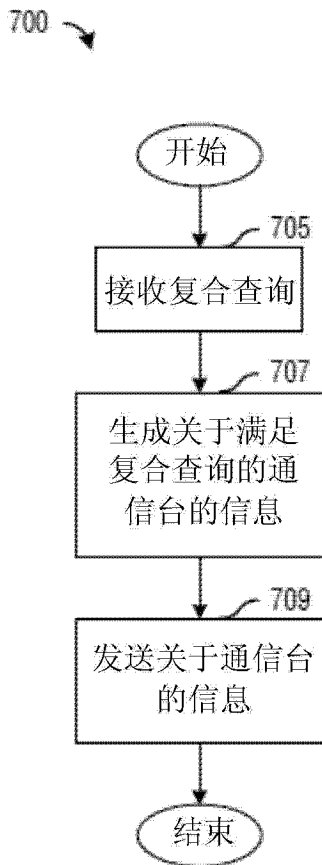 700
开始
705
接收复合查询
707
生成关于满足
复合查询的通
信台的信息
709
发送关于通信台
的信息
结束